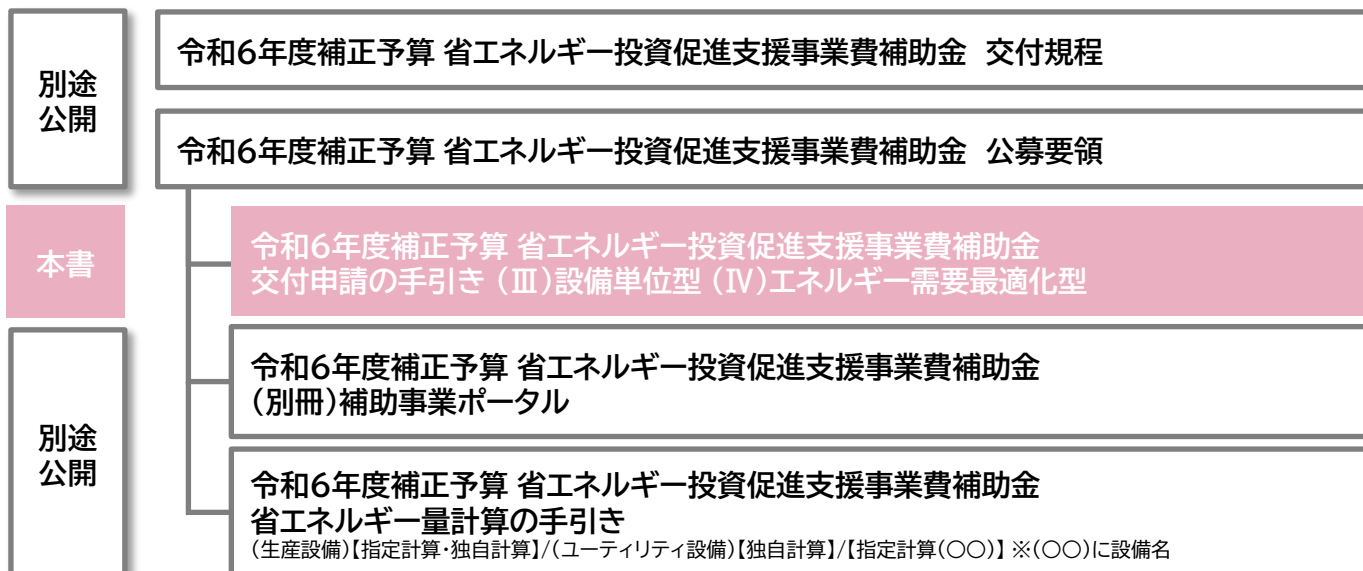 別途
公開
令和6年度補正予算 省エネルギー投資促進支援事業費補助金 交付規程
令和6年度補正予算 省エネルギー投資促進支援事業費補助金 公募要領
本書
令和6年度補正予算 省エネルギー投資促進支援事業費補助金
交付申請の手引き (Ⅲ)設備単位型 (Ⅳ)エネルギー需要最適化型
別途
公開
令和6年度補正予算 省エネルギー投資促進支援事業費補助金
(別冊)補助事業ポータル
令和6年度補正予算 省エネルギー投資促進支援事業費補助金
省エネルギー量計算の手引き
(生産設備)【指定計算・独自計算】/(ユーティリティ設備)【独自計算】/【指定計算(〇〇)】 ※(〇〇)に設備名